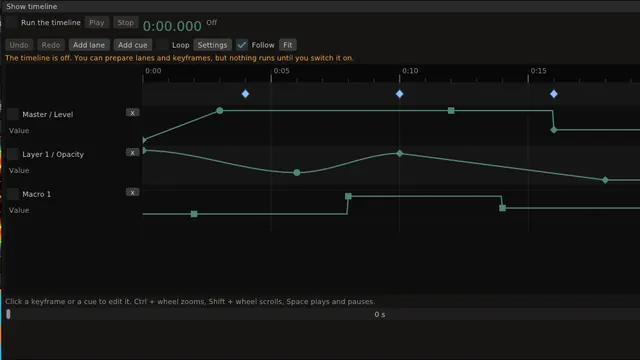 Show timeline
Run the timeline Play Stop 0:00.000 Off
Undo Redo Add lane Add cue Loop Settings Follow Fit
The timeline is off. You can prepare lanes and keyframes, but nothing runs until you switch it on.
0:00 0:05 0:10 0:15
Master / Level x
Value
Layer 1 / Opacity x
Value
Macro 1 x
Value
Click a keyframe or a cue to edit it. Ctrl + wheel zooms, Shift + wheel scrolls, Space plays and pauses.
0 s